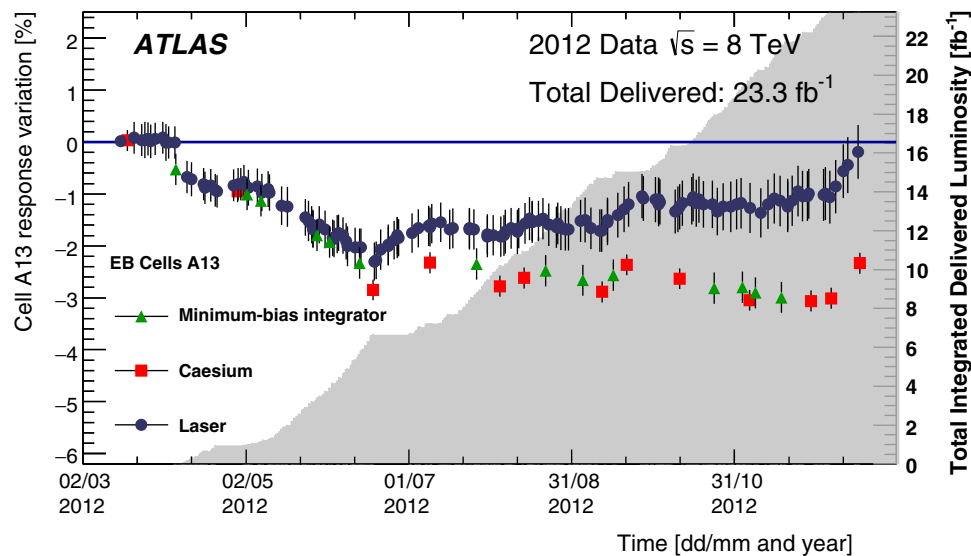 ATLAS
2012 Data √s = 8 TeV
Total Delivered: 23.3 fb⁻¹
Cell A13 response variation [%]
2
1
0
−1
−2
−3
−4
−5
−6
EB Cells A13
Minimum-bias integrator
Caesium
Laser
22
20
18
16
14
12
10
8
6
4
2
0
Total Integrated Delivered Luminosity [fb⁻¹]
02/03 02/05 01/07 31/08 31/10
2012 2012 2012 2012 2012
Time [dd/mm and year]